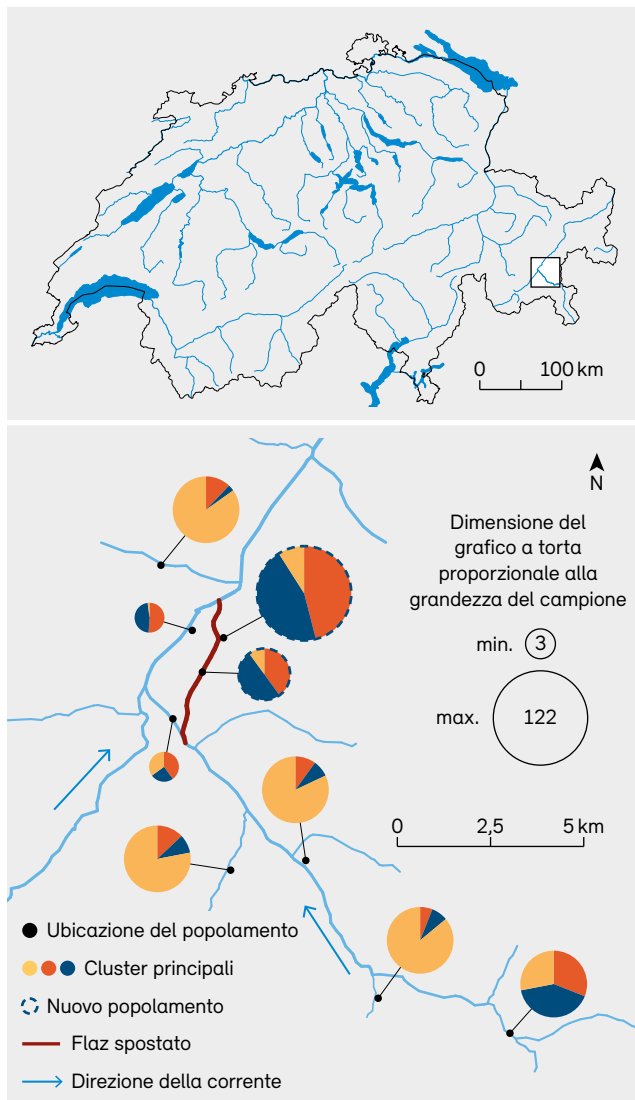 0 100 km
N
Dimensione del
grafico a torta
proporzionale alla
grandezza del campione
min. 3
max. 122
0 2,5 5 km
Ubicazione del popolamento
Cluster principali
Nuovo popolamento
Flaz spostato
Direzione della corrente